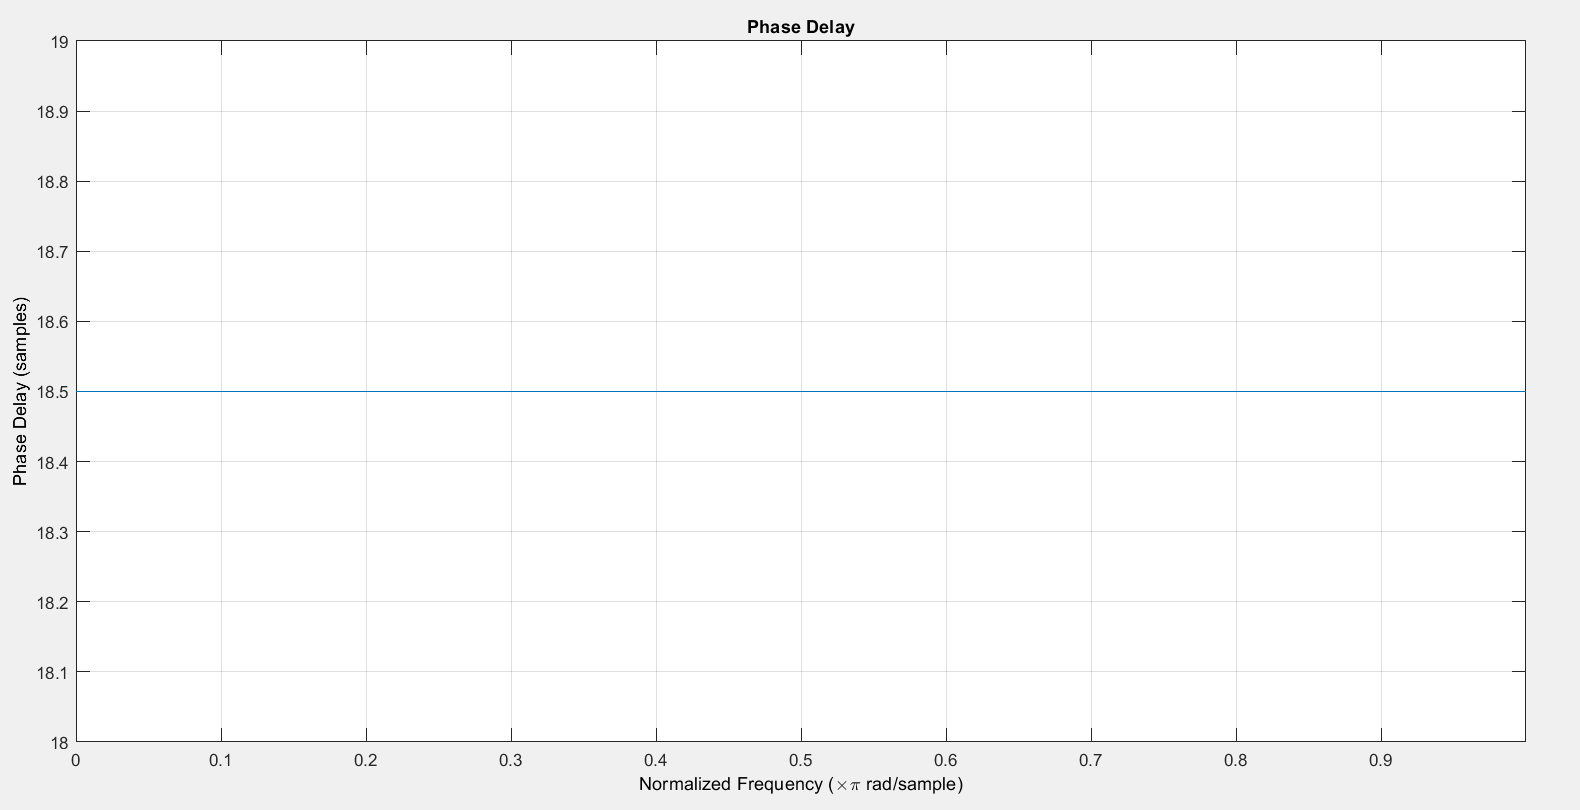 Phase Delay
19
18.9
18.8
18.7
18.6
18.5
18.4
18.3
18.2
18.1
18
Phase Delay (samples)
0 0.1 0.2 0.3 0.4 0.5 0.6 0.7 0.8 0.9
Normalized Frequency (×π rad/sample)